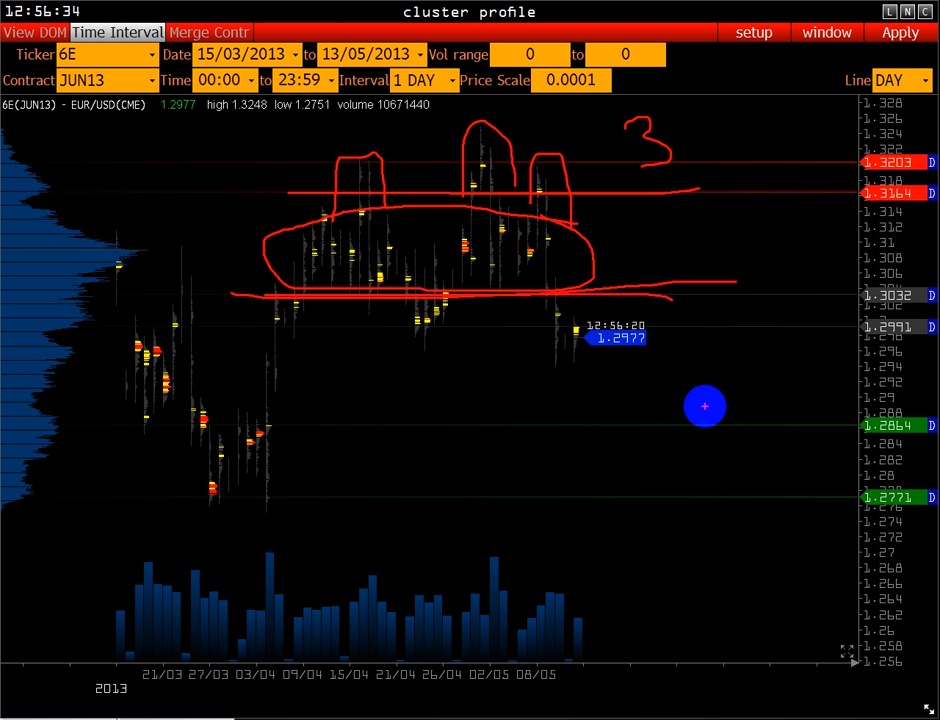 12:56:34 cluster profile L N C
View DOM Time Interval Merge Contr setup window Apply
Ticker 6E Date 15/03/2013 to 13/05/2013 Vol range 0 to 0
Contract JUN13 Time 00:00 to 23:59 Interval 1 DAY Price Scale 0.0001 Line DAY
6E(JUN13) - EUR/USD(CME) 1.2977 high 1.3248 low 1.2751 volume 10671440
1.328
1.326
3
1.324
1.322
1.3203 D
1.318
1.3164 D
1.314
1.312
1.31
1.308
1.306
1.3032 D
1.302
12:56:20
1.2991 D
1.2977
1.298
1.296
1.294
1.292
1.29
1.288
1.2864 D
1.284
1.282
1.28
1.2771 D
1.276
1.274
1.272
1.27
1.268
1.266
1.264
1.262
1.26
1.258
1.256
21/03 27/03 03/04 09/04 15/04 21/04 26/04 02/05 08/05
2013